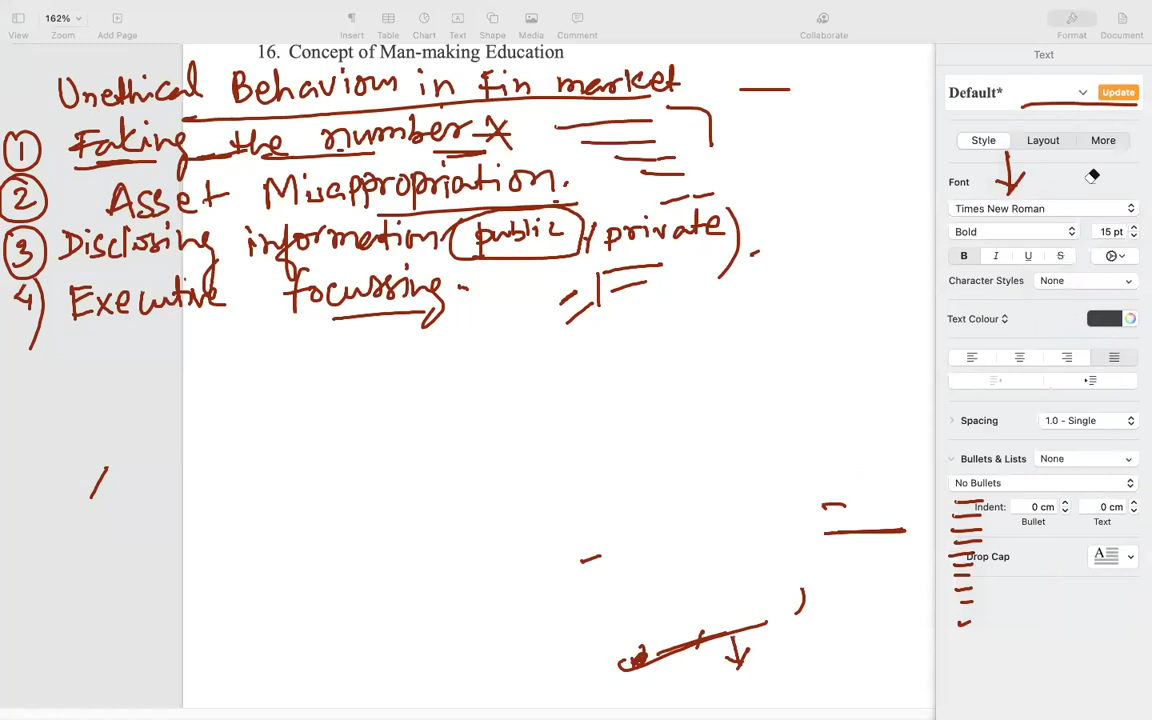 162%
View
Zoom
Add Page
Insert
Table
Chart
Text
Shape
Media
Comment
Collaborate
Format
Document
16. Concept of Man-making Education
Unethical Behaviour in fin market
① Faking the number X
② Asset Misappropriation.
③ Disclosing information (public / private).
4) Executive focussing.
Text
Default*
Update
Style
Layout
More
Font
Times New Roman
Bold
15 pt
B I U S
Character Styles
None
Text Colour
Spacing
1.0 - Single
Bullets & Lists
None
No Bullets
Indent:
0 cm
0 cm
Bullet
Text
Drop Cap
A